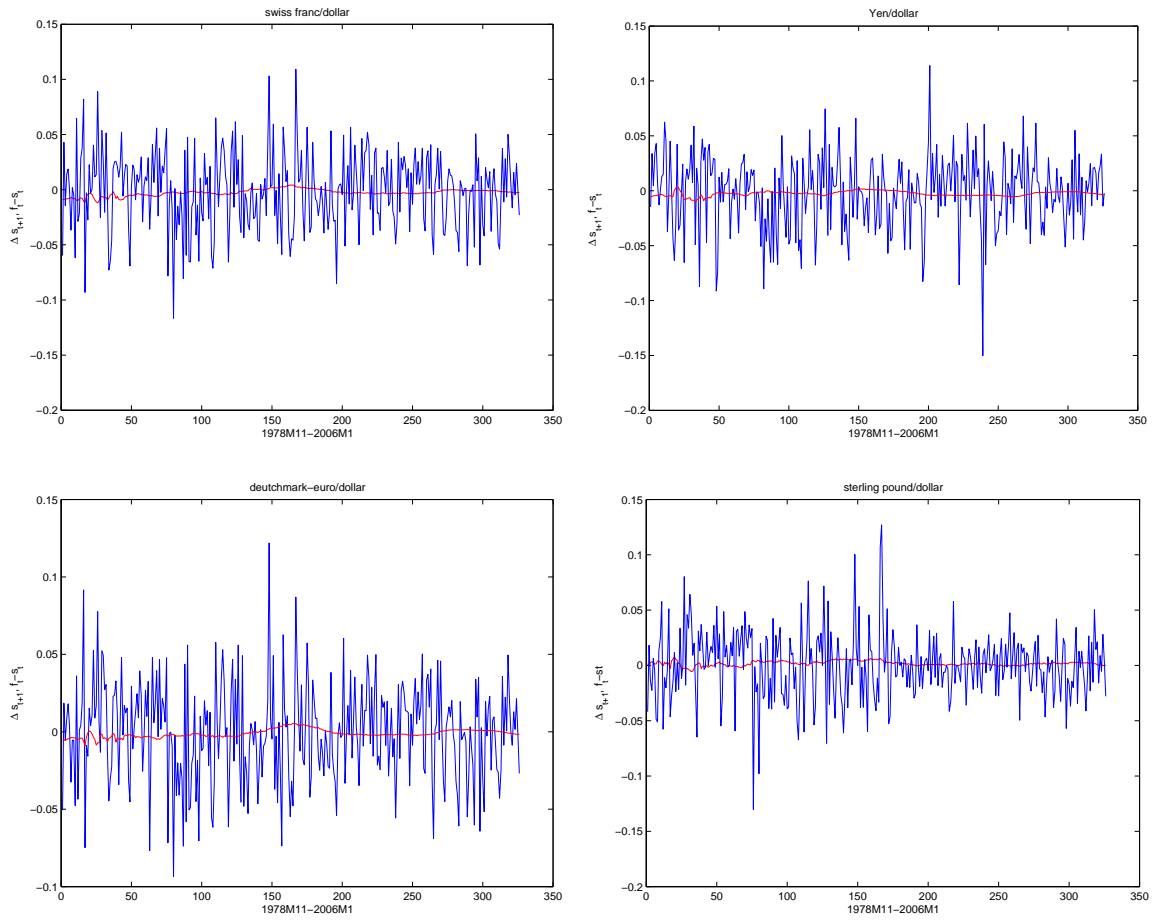 swiss franc/dollar
0.15
0.1
0.05
0
−0.05
−0.1
−0.15
−0.2
Δ s_{t+1}, f_t−s_t
0 50 100 150 200 250 300 350
1978M11−2006M1
Yen/dollar
0.15
0.1
0.05
0
−0.05
−0.1
−0.15
−0.2
Δ s_{t+1}, f_t−s_t
0 50 100 150 200 250 300 350
1978M11−2006M1
deutchmark−euro/dollar
0.15
0.1
0.05
0
−0.05
−0.1
Δ s_{t+1}, f_t−s_t
0 50 100 150 200 250 300 350
1978M11−2006M1
sterling pound/dollar
0.15
0.1
0.05
0
−0.05
−0.1
−0.15
−0.2
Δ s_{t+1}, f_t−st
0 50 100 150 200 250 300 350
1978M11−2006M1